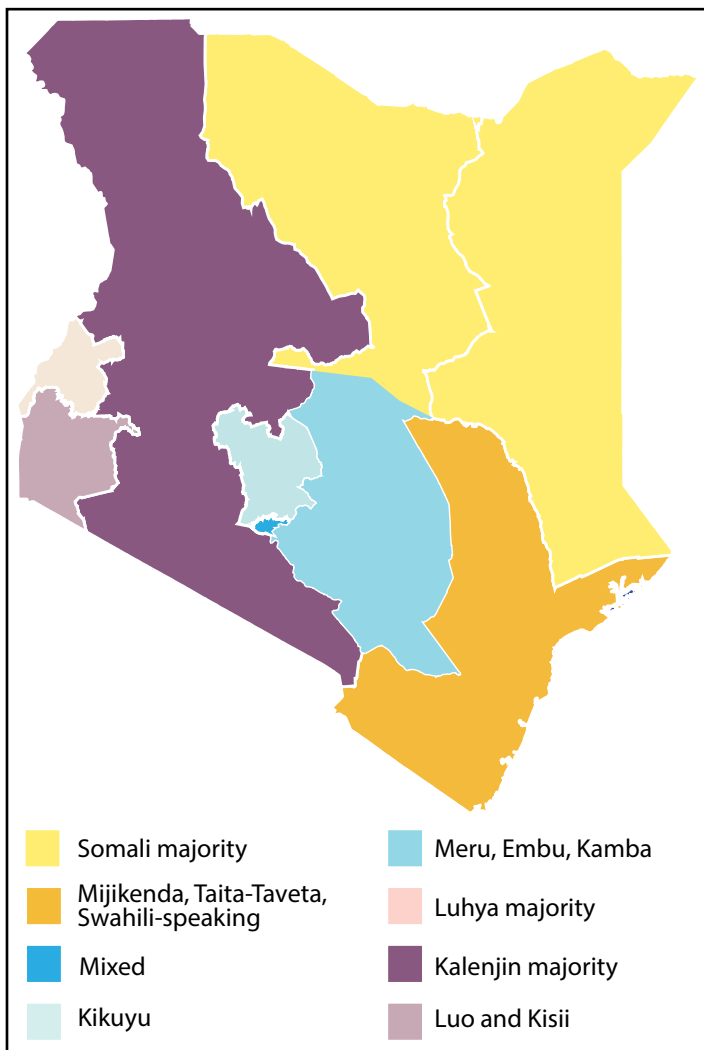 Somali majority
Mijikenda, Taita-Taveta,
Swahili-speaking
Mixed
Kikuyu
Meru, Embu, Kamba
Luhya majority
Kalenjin majority
Luo and Kisii